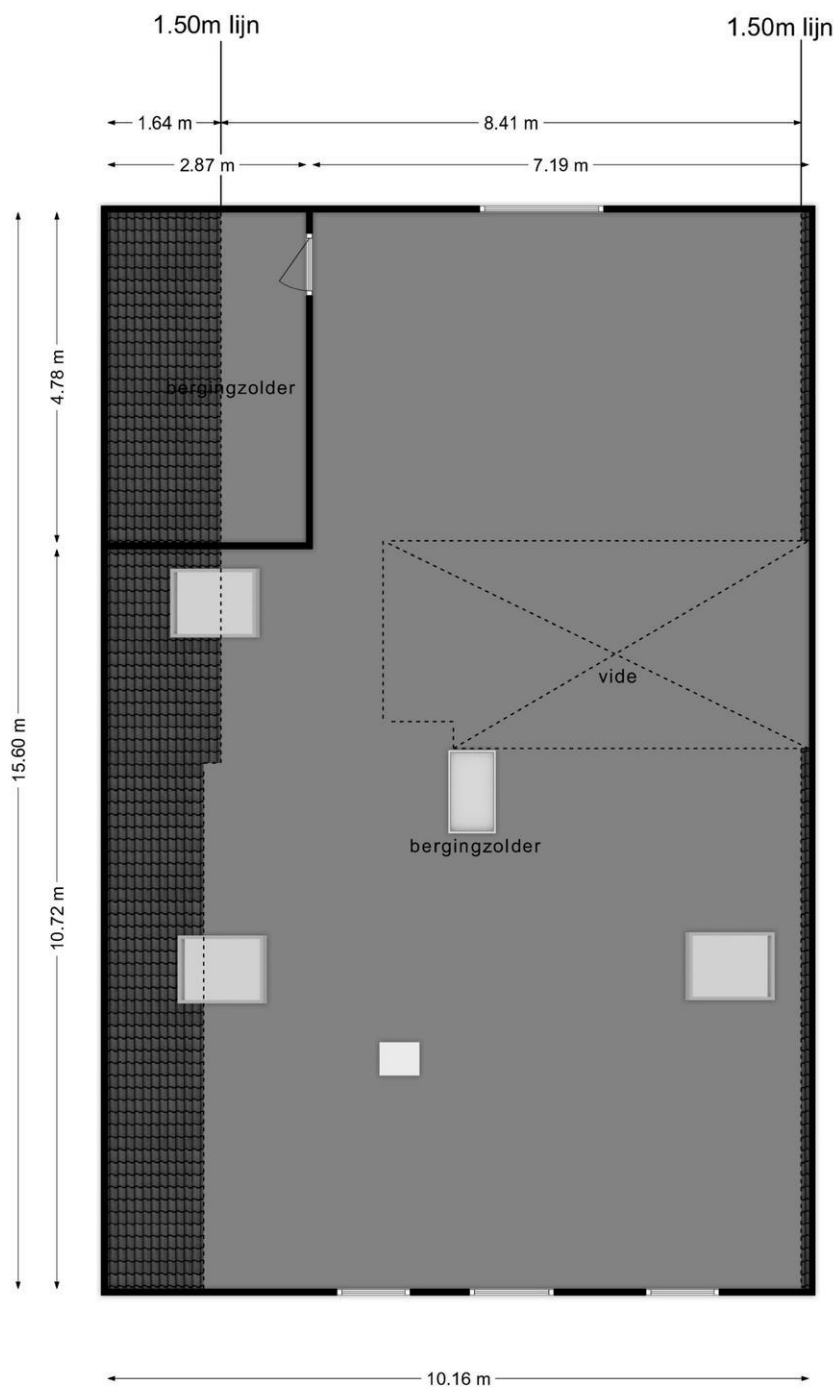 1.50m lijn
1.50m lijn
1.64 m
8.41 m
2.87 m
7.19 m
4.78 m
bergingzolder
vide
15.60 m
bergingzolder
10.72 m
10.16 m